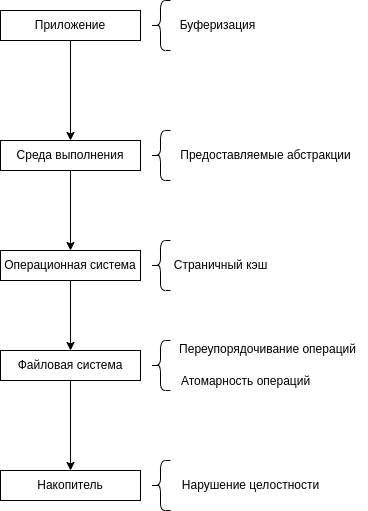 Приложение
Буферизация
Среда выполнения
Предоставляемые абстракции
Операционная система
Страничный кэш
Файловая система
Переупорядочивание операций
Атомарность операций
Накопитель
Нарушение целостности